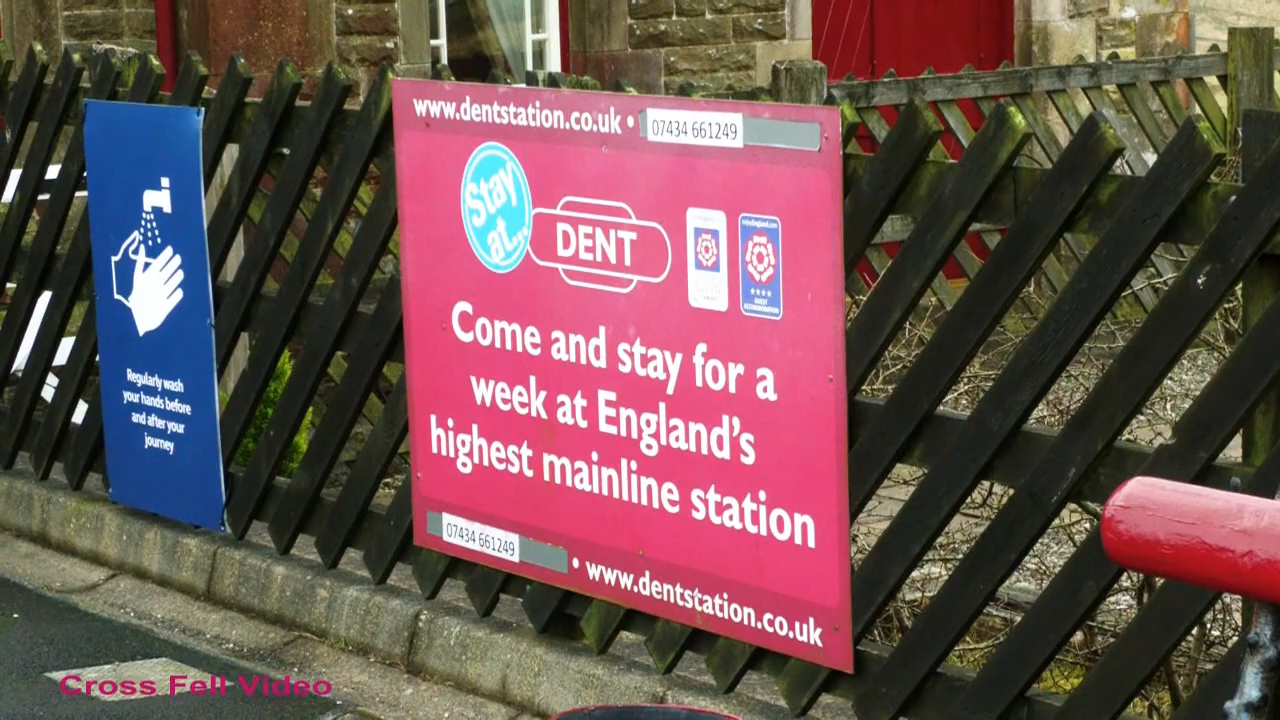 www.dentstation.co.uk • 07434 661249
Stay
at...
DENT
Come and stay for a
week at England's
highest mainline station
07434 661249 • www.dentstation.co.uk
Regularly wash
your hands before
and after your
journey
Cross Fell Video